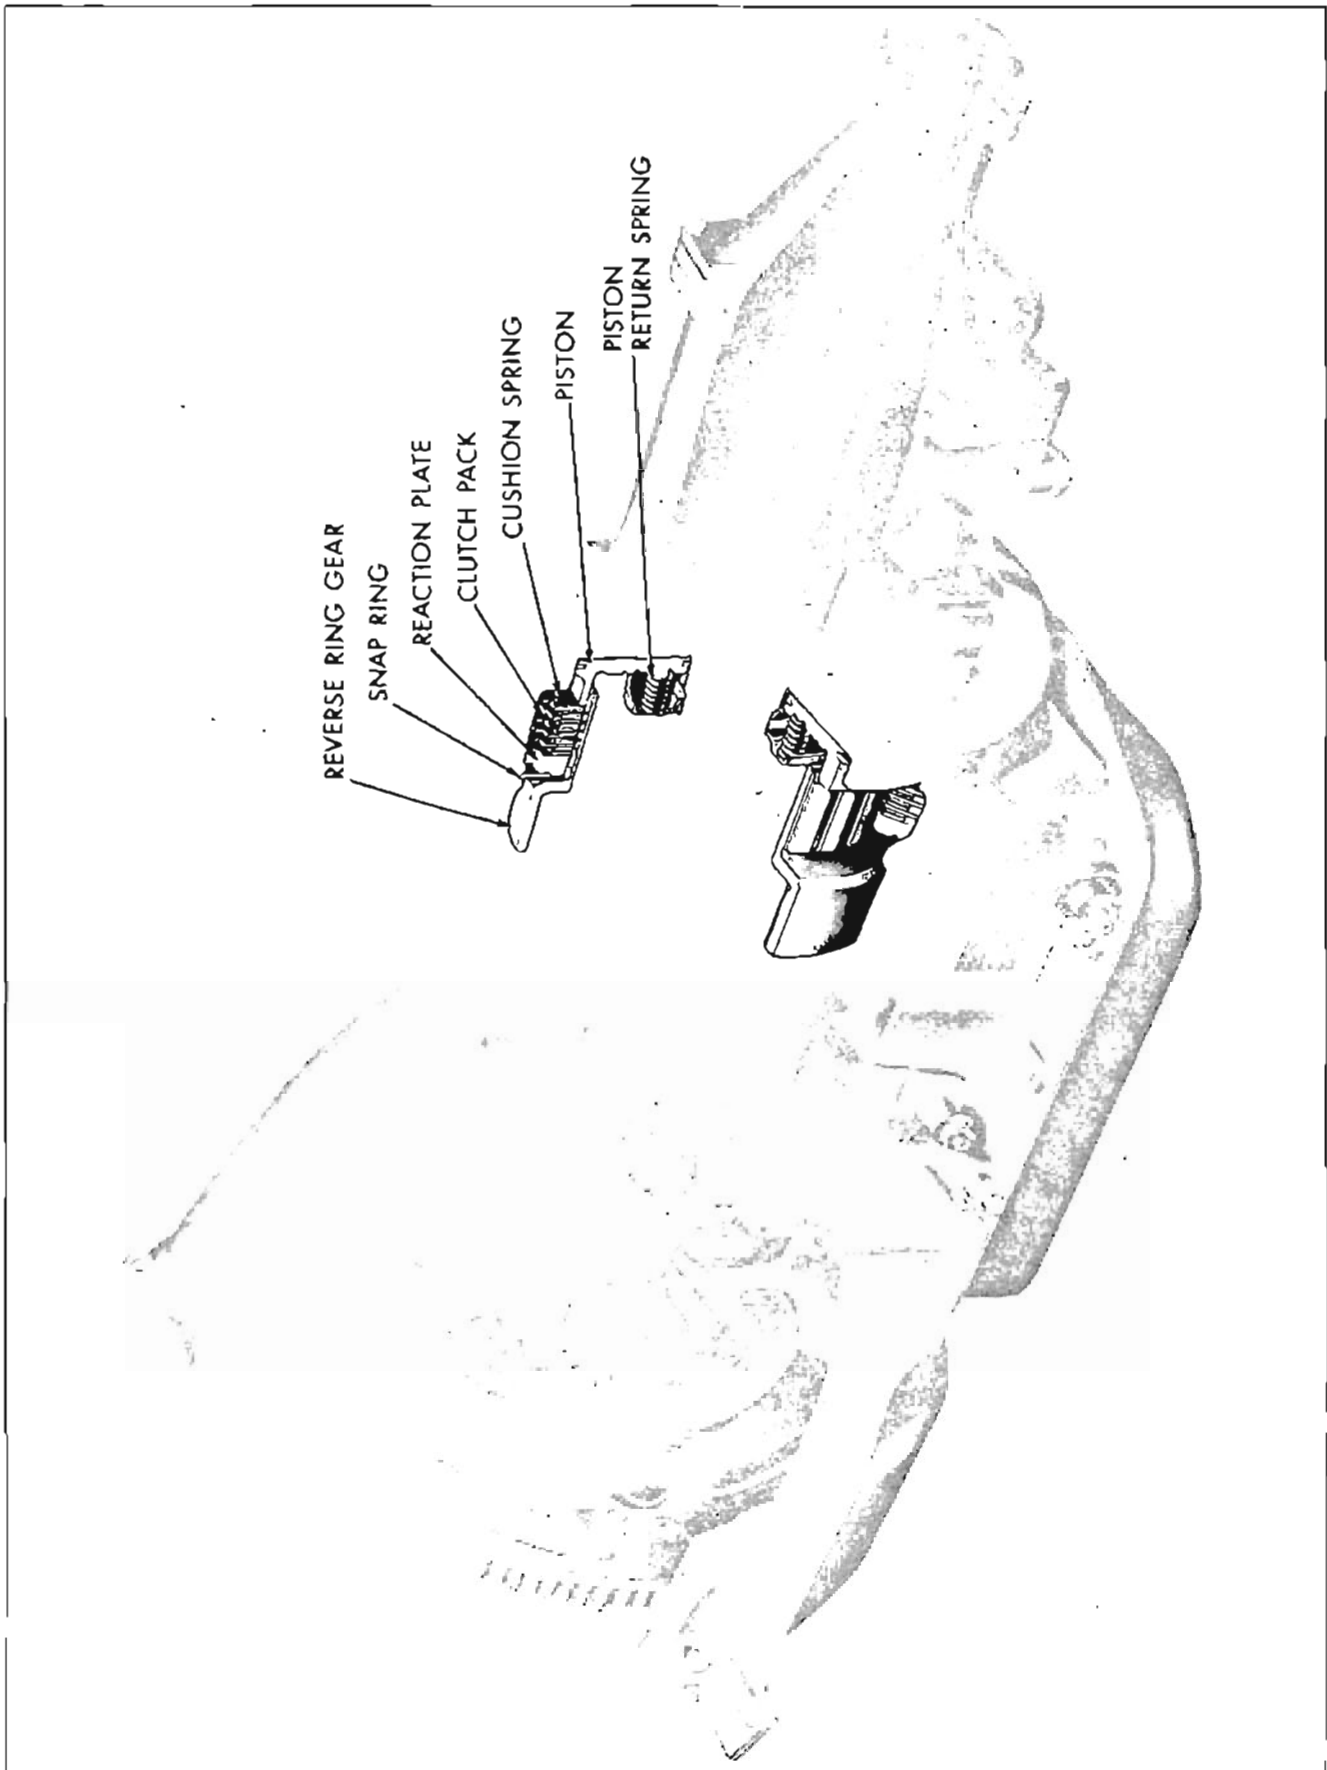 REVERSE RING GEAR
SNAP RING
REACTION PLATE
CLUTCH PACK
CUSHION SPRING
PISTON
PISTON
RETURN SPRING